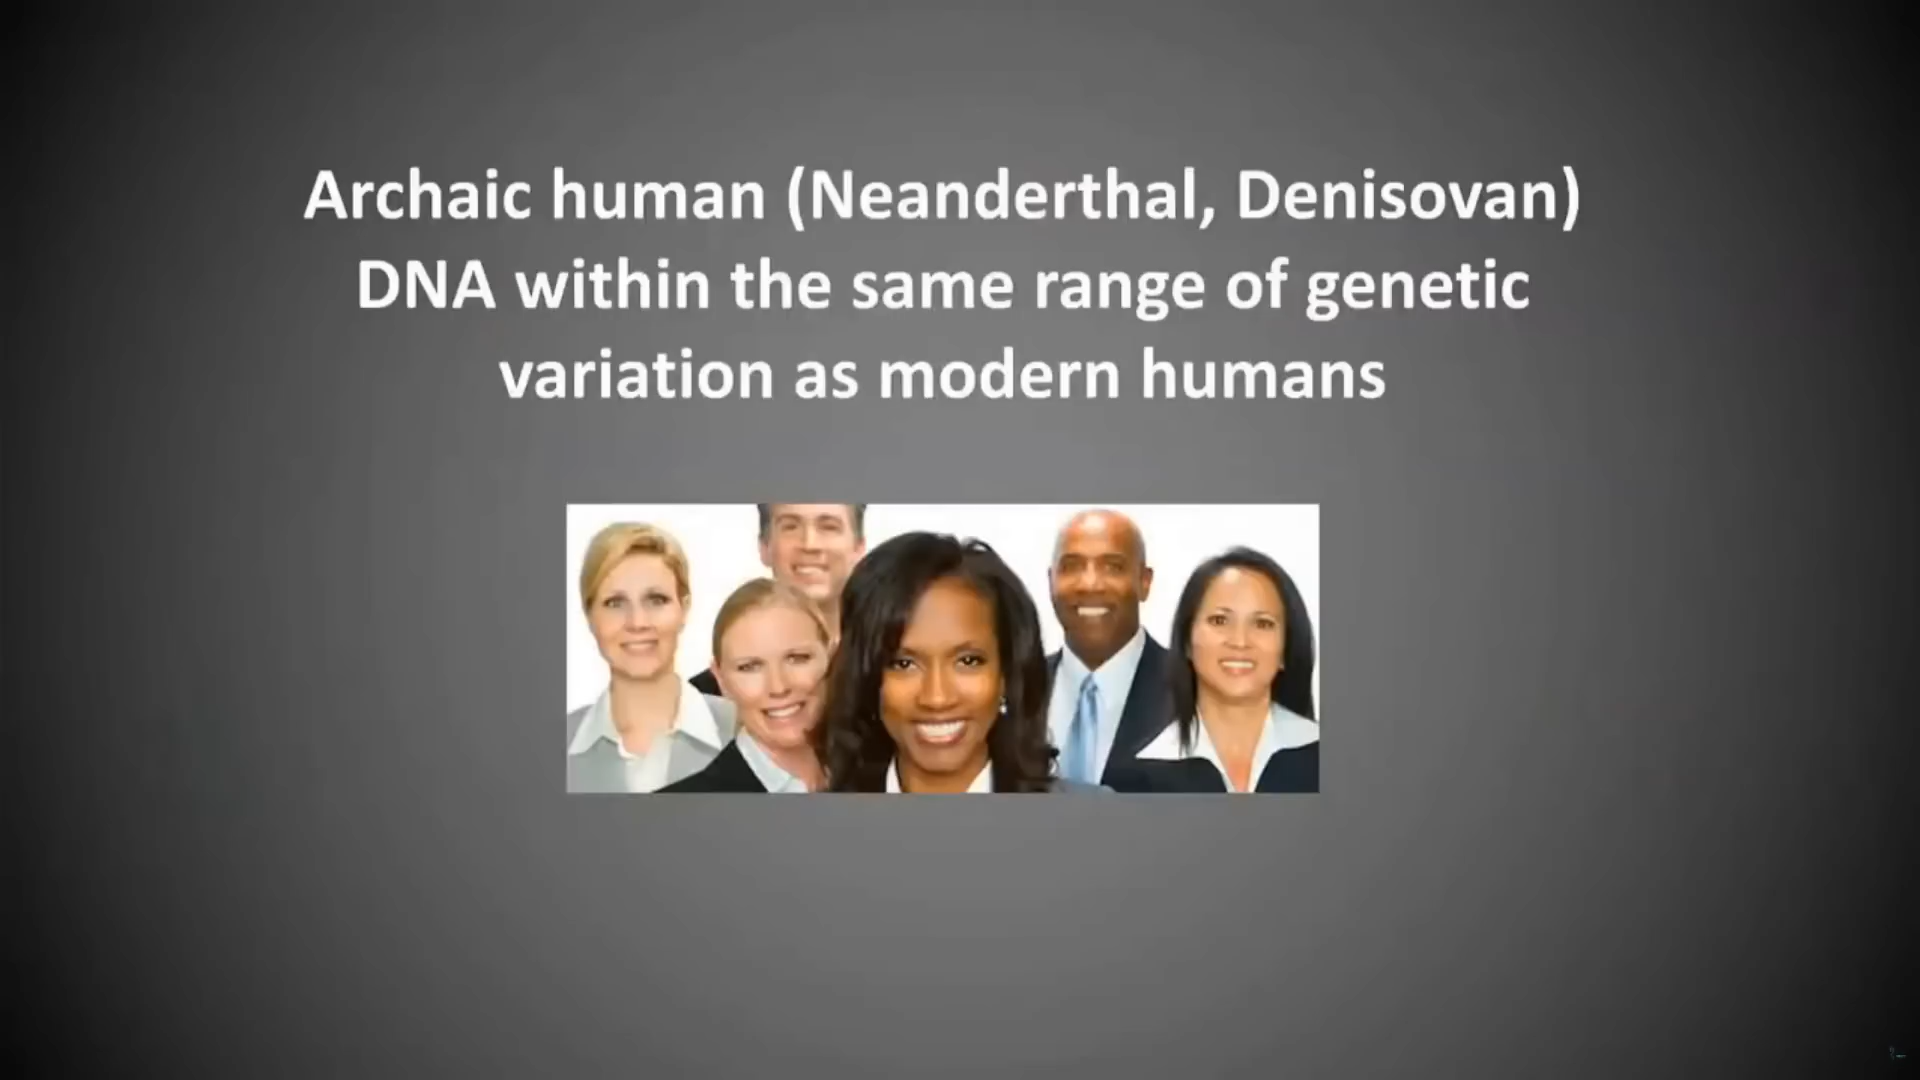 Archaic human (Neanderthal, Denisovan)
DNA within the same range of genetic
variation as modern humans